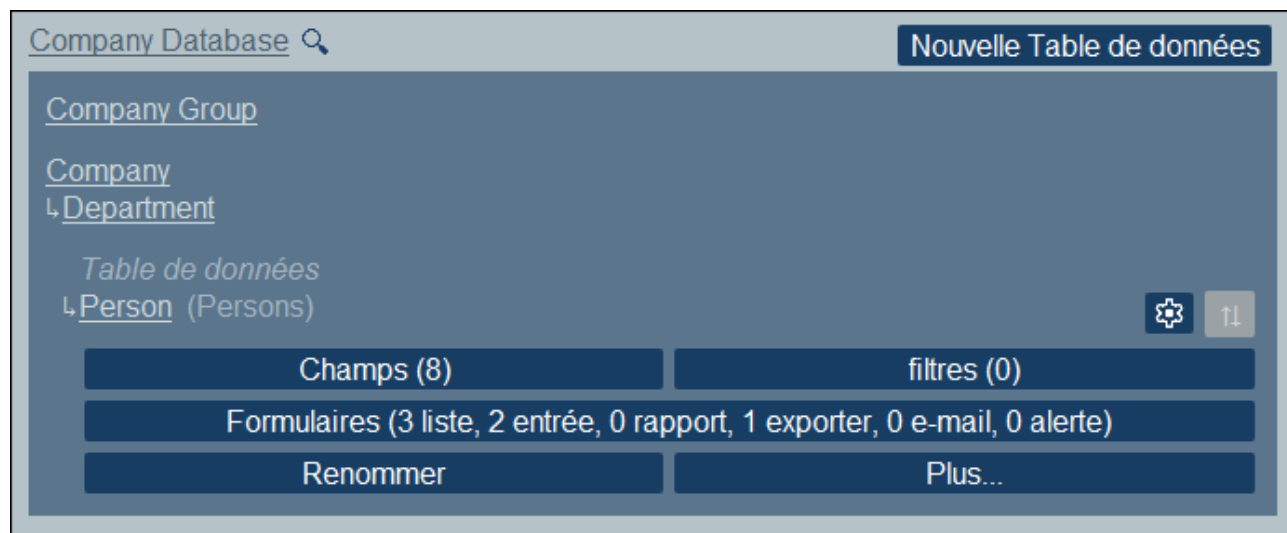 Company Database
Nouvelle Table de données
Company Group
Company
↳Department
Table de données
↳Person (Persons)
Champs (8)
filtres (0)
Formulaires (3 liste, 2 entrée, 0 rapport, 1 exporter, 0 e-mail, 0 alerte)
Renommer
Plus...